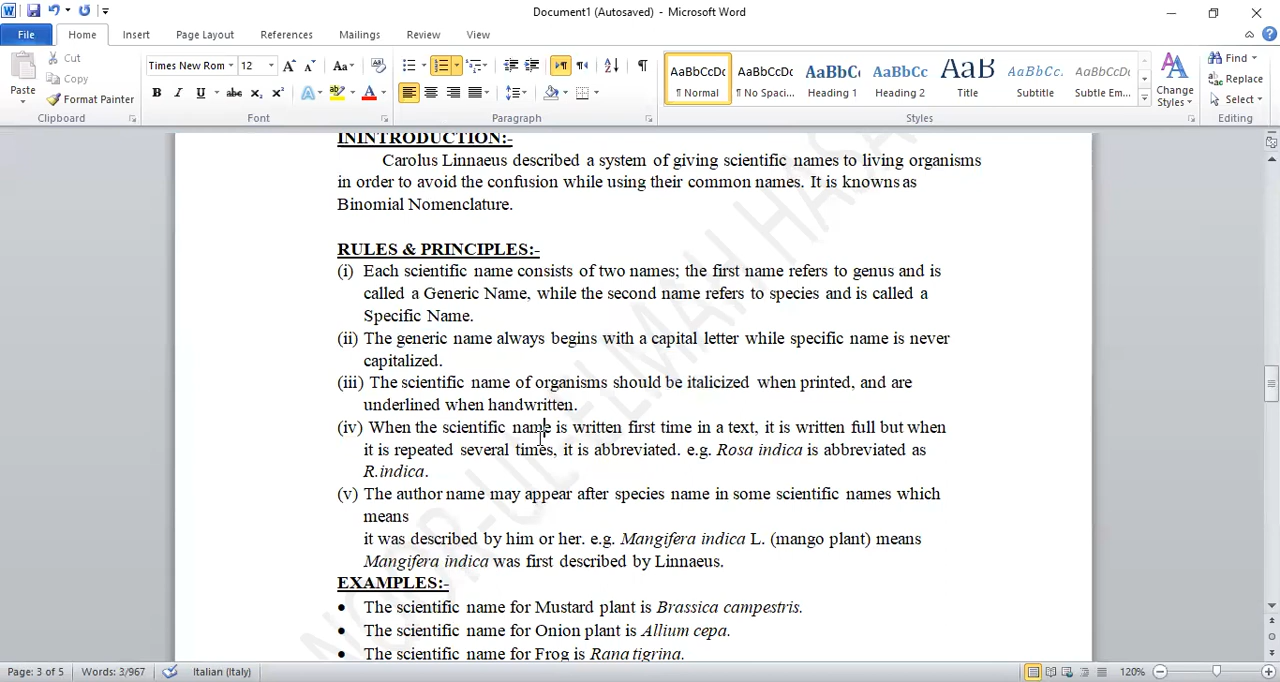 Document1 (Autosaved) - Microsoft Word
File Home Insert Page Layout References Mailings Review View
Paste
Cut
Copy
Format Painter
Clipboard
Times New Rom 12
Font
Paragraph
AaBbCcDc AaBbCcDc AaBbC AaBbCc AaB AaBbCc. AaBbCcDc
¶ Normal ¶ No Spaci... Heading 1 Heading 2 Title Subtitle Subtle Em...
Change Styles
Styles
Find
Replace
Select
Editing
ININTRODUCTION:-
Carolus Linnaeus described a system of giving scientific names to living organisms
in order to avoid the confusion while using their common names. It is knowns as
Binomial Nomenclature.
RULES & PRINCIPLES:-
(i) Each scientific name consists of two names; the first name refers to genus and is
called a Generic Name, while the second name refers to species and is called a
Specific Name.
(ii) The generic name always begins with a capital letter while specific name is never
capitalized.
(iii) The scientific name of organisms should be italicized when printed, and are
underlined when handwritten.
(iv) When the scientific name is written first time in a text, it is written full but when
it is repeated several times, it is abbreviated. e.g. Rosa indica is abbreviated as
R.indica.
(v) The author name may appear after species name in some scientific names which
means
it was described by him or her. e.g. Mangifera indica L. (mango plant) means
Mangifera indica was first described by Linnaeus.
EXAMPLES:-
• The scientific name for Mustard plant is Brassica campestris.
• The scientific name for Onion plant is Allium cepa.
• The scientific name for Frog is Rana tigrina.
NOOR-UL-ELMAH HASA
Page: 3 of 5 Words: 3/967 Italian (Italy) 120%